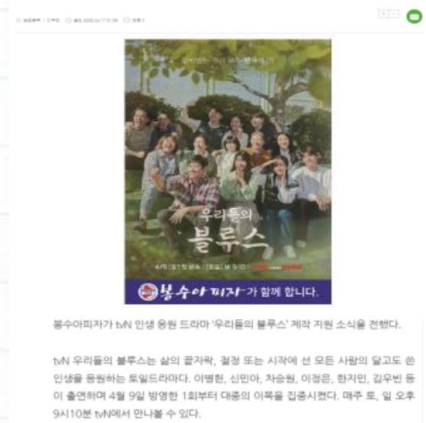 우리들의
블루스
봉수아피자가 함께 합니다.
봉수아피자가 tvN 인생 응원 드라마 '우리들의 블루스' 제작 지원 소식을 전했다.
tvN 우리들의 블루스는 삶의 끝자락, 절정 또는 시작에 선 모든 사람의 달고도 쓴
인생을 응원하는 토일드라마다. 이병헌, 신민아, 차승원, 이정은, 한지민, 김우빈 등
이 출연하며 4월 9일 방영한 1회부터 대중의 이목을 집중시켰다. 매주 토, 일 오후
9시10분 tvN에서 만나볼 수 있다.